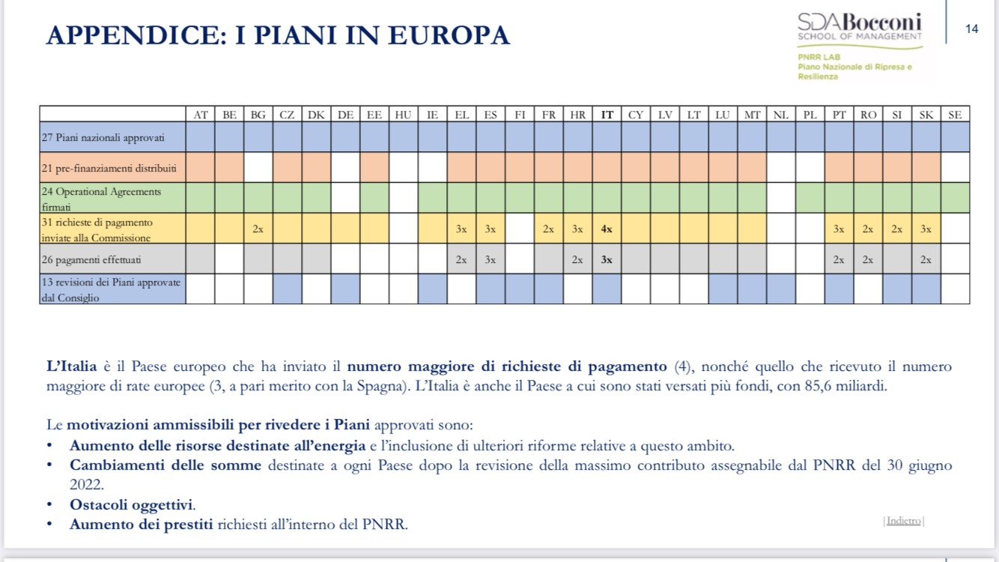 APPENDICE: I PIANI IN EUROPA
SDABocconi
SCHOOL OF MANAGEMENT
PNRR LAB
Piano Nazionale di Ripresa e
Resilienza
14
AT BE BG CZ DK DE EE HU IE EL ES FI FR HR IT CY LV LT LU MT NL PL PT RO SI SK SE
27 Piani nazionali approvati
21 pre-finanziamenti distribuiti
24 Operational Agreements
firmati
31 richieste di pagamento
inviate alla Commissione
2x 3x 3x 2x 3x 4x 3x 2x 2x 3x
26 pagamenti effettuati 2x 3x 2x 3x 2x 2x 2x
13 revisioni dei Piani approvate
dal Consiglio
L'Italia è il Paese europeo che ha inviato il numero maggiore di richieste di pagamento (4), nonché quello che ricevuto il numero
maggiore di rate europee (3, a pari merito con la Spagna). L'Italia è anche il Paese a cui sono stati versati più fondi, con 85,6 miliardi.
Le motivazioni ammissibili per rivedere i Piani approvati sono:
• Aumento delle risorse destinate all'energia e l'inclusione di ulteriori riforme relative a questo ambito.
• Cambiamenti delle somme destinate a ogni Paese dopo la revisione della massimo contributo assegnabile dal PNRR del 30 giugno
2022.
• Ostacoli oggettivi.
• Aumento dei prestiti richiesti all'interno del PNRR.
|Indietro|